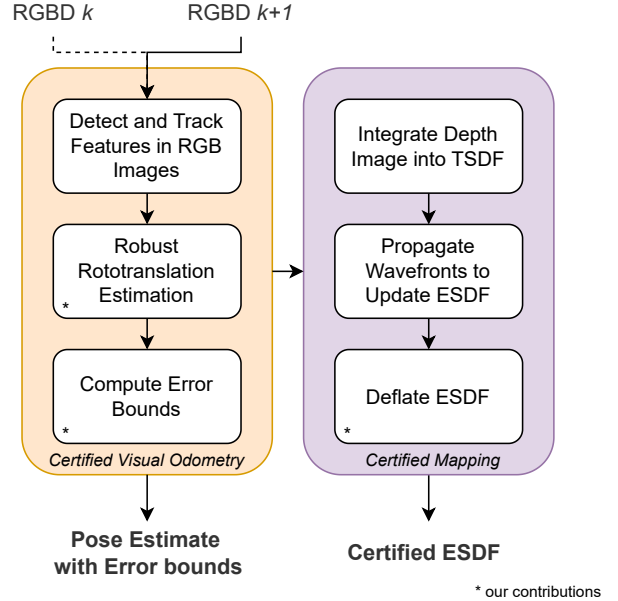 RGBD k
RGBD k+1
Detect and Track
Features in RGB
Images
Robust
Rototranslation
Estimation
*
Compute Error
Bounds
*
Certified Visual Odometry
Integrate Depth
Image into TSDF
Propagate
Wavefronts to
Update ESDF
Deflate ESDF
*
Certified Mapping
Pose Estimate
with Error bounds
Certified ESDF
* our contributions